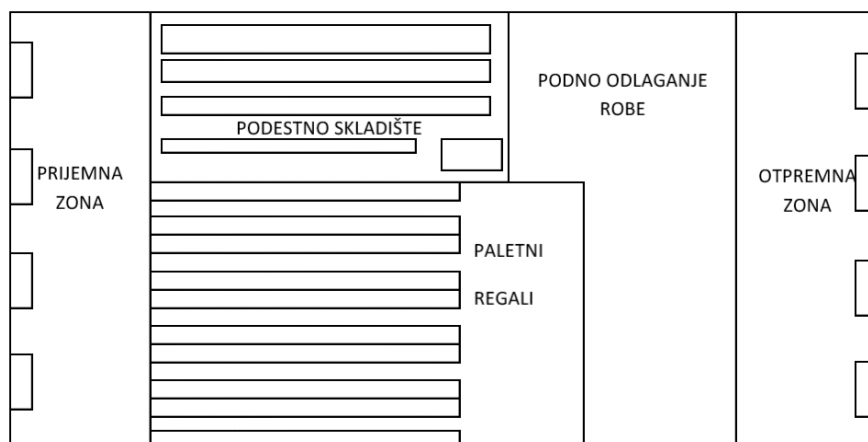 PODNO ODLAGANJE
ROBE
PODESTNO SKLADIŠTE
PRIJEMNA
ZONA
OTPREMNA
ZONA
PALETNI
REGALI